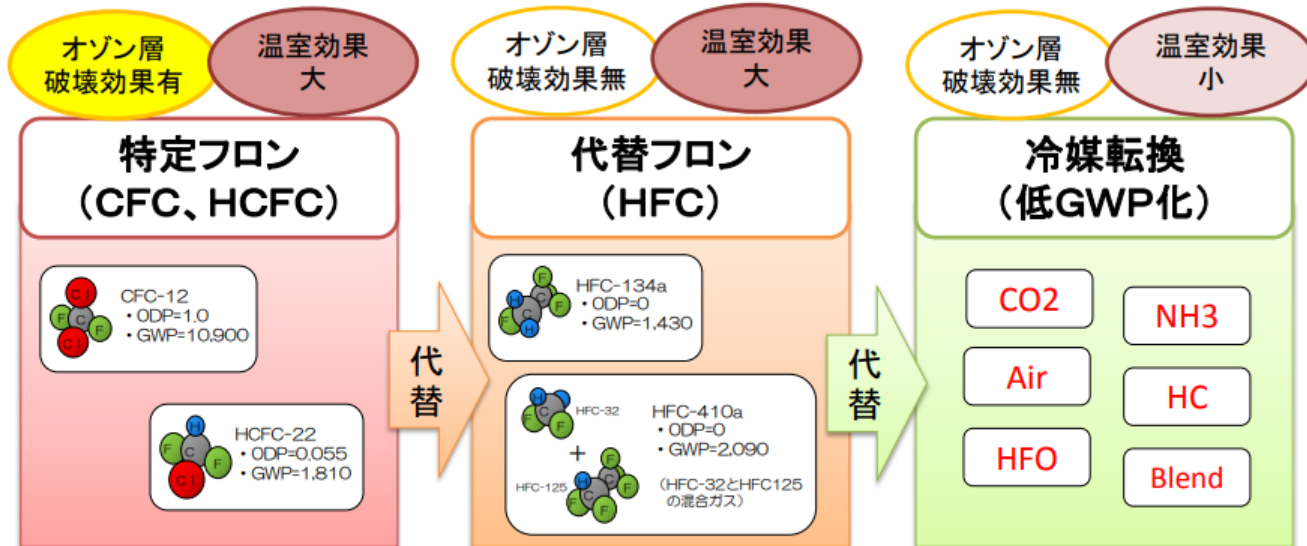 オゾン層
破壊効果有
温室効果
大
オゾン層
破壊効果無
温室効果
大
オゾン層
破壊効果無
温室効果
小
特定フロン
（CFC、HCFC）
CFC-12
・ODP=1.0
・GWP=10,900
Cl
F
C
F
Cl
HCFC-22
・ODP=0.055
・GWP=1,810
H
F
C
F
Cl
代
替
代替フロン
（HFC）
HFC-134a
・ODP=0
・GWP=1,430
F
H
C
F
C
F
F
H
HFC-32
H
C
F
F
+
HFC-125
F
H
C
F
C
F
F
F
HFC-410a
・ODP=0
・GWP=2,090
（HFC-32とHFC125
の混合ガス）
代
替
冷媒転換
（低GWP化）
CO2
NH3
Air
HC
HFO
Blend